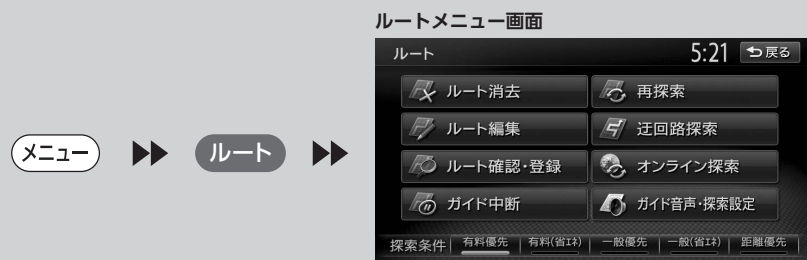 ルートメニュー画面
メニュー ▶▶ ルート ▶▶
ルート 5:21 戻る
ルート消去 再探索
ルート編集 迂回路探索
ルート確認・登録 オンライン探索
ガイド中断 ガイド音声・探索設定
探索条件 有料優先 有料(省エネ) 一般優先 一般(省エネ) 距離優先